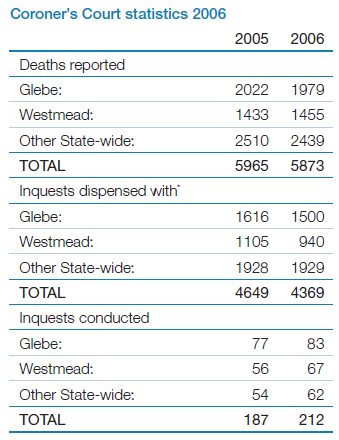 Coroner's Court statistics 2006
2005 2006
Deaths reported
Glebe: 2022 1979
Westmead: 1433 1455
Other State-wide: 2510 2439
TOTAL 5965 5873
Inquests dispensed with*
Glebe: 1616 1500
Westmead: 1105 940
Other State-wide: 1928 1929
TOTAL 4649 4369
Inquests conducted
Glebe: 77 83
Westmead: 56 67
Other State-wide: 54 62
TOTAL 187 212